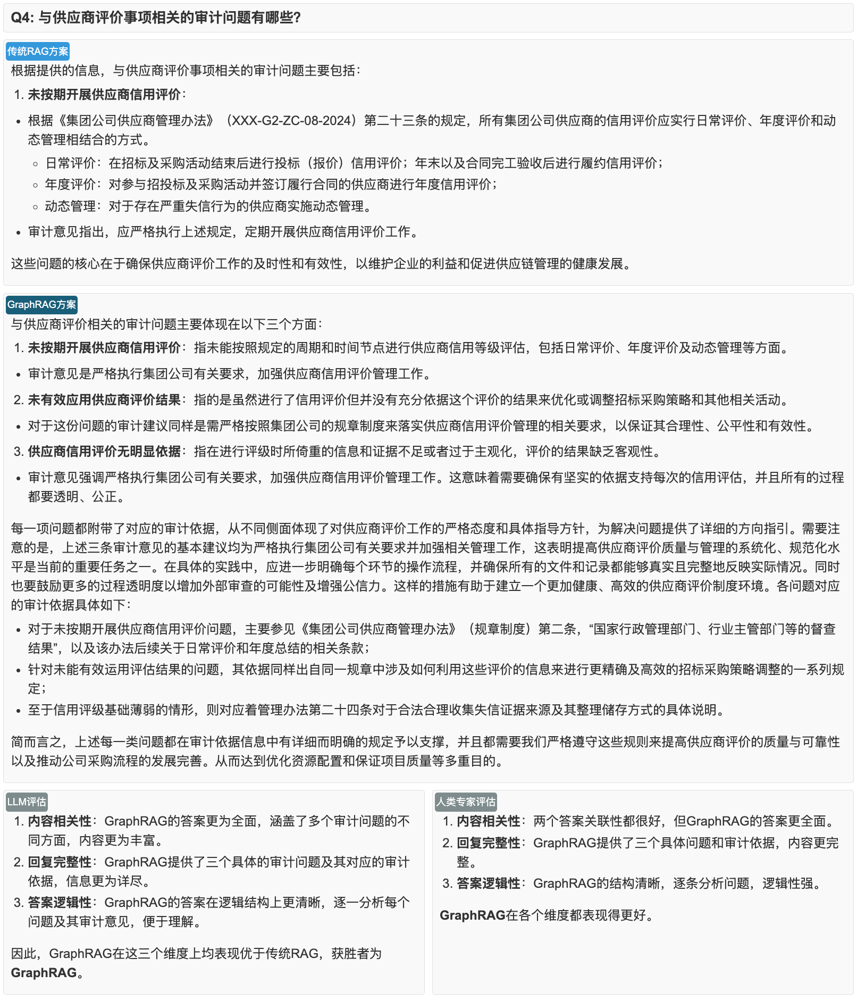 Q4: 与供应商评价事项相关的审计问题有哪些?
传统RAG方案
根据提供的信息，与供应商评价事项相关的审计问题主要包括：
1. 未按期开展供应商信用评价：
• 根据《集团公司供应商管理办法》（XXX-G2-ZC-08-2024）第二十三条的规定，所有集团公司供应商的信用评价应实行日常评价、年度评价和动
态管理相结合的方式。
◦ 日常评价：在招标及采购活动结束后进行投标（报价）信用评价；年末以及合同完工验收后进行履约信用评价；
◦ 年度评价：对参与招投标及采购活动并签订履行合同的供应商进行年度信用评价；
◦ 动态管理：对于存在严重失信行为的供应商实施动态管理。
• 审计意见指出，应严格执行上述规定，定期开展供应商信用评价工作。
这些问题的核心在于确保供应商评价工作的及时性和有效性，以维护企业的利益和促进供应链管理的健康发展。
GraphRAG方案
与供应商评价相关的审计问题主要体现在以下三个方面：
1. 未按期开展供应商信用评价：指未能按照规定的周期和时间节点进行供应商信用等级评估，包括日常评价、年度评价及动态管理等方面。
• 审计意见是严格执行集团公司有关要求，加强供应商信用评价管理工作。
2. 未有效应用供应商评价结果：指的是虽然进行了信用评价但并没有充分依据这个评价的结果来优化或调整招标采购策略和其他相关活动。
• 对于这份问题的审计建议同样是需严格按照集团公司的规章制度来落实供应商信用评价管理的相关要求，以保证其合理性、公平性和有效性。
3. 供应商信用评价无明显依据：指在进行评级时所倚重的信息和证据不足或者过于主观化，评价的结果缺乏客观性。
• 审计意见强调严格执行集团公司有关要求，加强供应商信用评价管理工作。这意味着需要确保有坚实的依据支持每次的信用评估，并且所有的过程
都要透明、公正。
每一项问题都附带了对应的审计依据，从不同侧面体现了对供应商评价工作的严格态度和具体指导方针，为解决问题提供了详细的方向指引。需要注
意的是，上述三条审计意见的基本建议均为严格执行集团公司有关要求并加强相关管理工作，这表明提高供应商评价质量与管理的系统化、规范化水
平是当前的重要任务之一。在具体的实践中，应进一步明确每个环节的操作流程，并确保所有的文件和记录都能够真实且完整地反映实际情况。同时
也要鼓励更多的过程透明度以增加外部审查的可能性及增强公信力。这样的措施有助于建立一个更加健康、高效的供应商评价制度环境。各问题对应
的审计依据具体如下：
• 对于未按期开展供应商信用评价问题，主要参见《集团公司供应商管理办法》（规章制度）第二条，“国家行政管理部门、行业主管部门等的督查
结果”，以及该办法后续关于日常评价和年度总结的相关条款；
• 针对未能有效运用评估结果的问题，其依据同样出自同一规章中涉及如何利用这些评价的信息来进行更精确及高效的招标采购策略调整的一系列规
定；
• 至于信用评级基础薄弱的情形，则对应着管理办法第二十四条对于合法合理收集失信证据来源及其整理储存方式的具体说明。
简而言之，上述每一类问题都在审计依据信息中有详细而明确的规定予以支撑，并且都需要我们严格遵守这些规则来提高供应商评价的质量与可靠性
以及推动公司采购流程的发展完善。从而达到优化资源配置和保证项目质量等多重目的。
LLM评估
1. 内容相关性：GraphRAG的答案更为全面，涵盖了多个审计问题的不
同方面，内容更为丰富。
2. 回复完整性：GraphRAG提供了三个具体的审计问题及其对应的审计
依据，信息更为详尽。
3. 答案逻辑性：GraphRAG的答案在逻辑结构上更清晰，逐一分析每个
问题及其审计意见，便于理解。
因此，GraphRAG在这三个维度上均表现优于传统RAG，获胜者为
GraphRAG。
人类专家评估
1. 内容相关性：两个答案关联性都很好，但GraphRAG的答案更全面。
2. 回复完整性：GraphRAG提供了三个具体问题和审计依据，内容更完
整。
3. 答案逻辑性：GraphRAG的结构清晰，逐条分析问题，逻辑性强。
GraphRAG在各个维度都表现得更好。